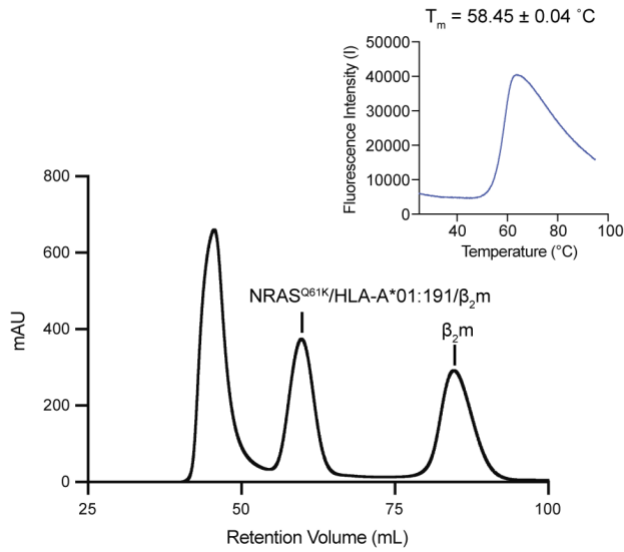 Tₘ = 58.45 ± 0.04 ˚C
Fluorescence Intensity (I)
50000
40000
30000
20000
10000
0
40 60 80 100
Temperature (°C)
mAU
800
600
400
200
0
NRASQ61K/HLA-A*01:191/β₂m
β₂m
25 50 75 100
Retention Volume (mL)